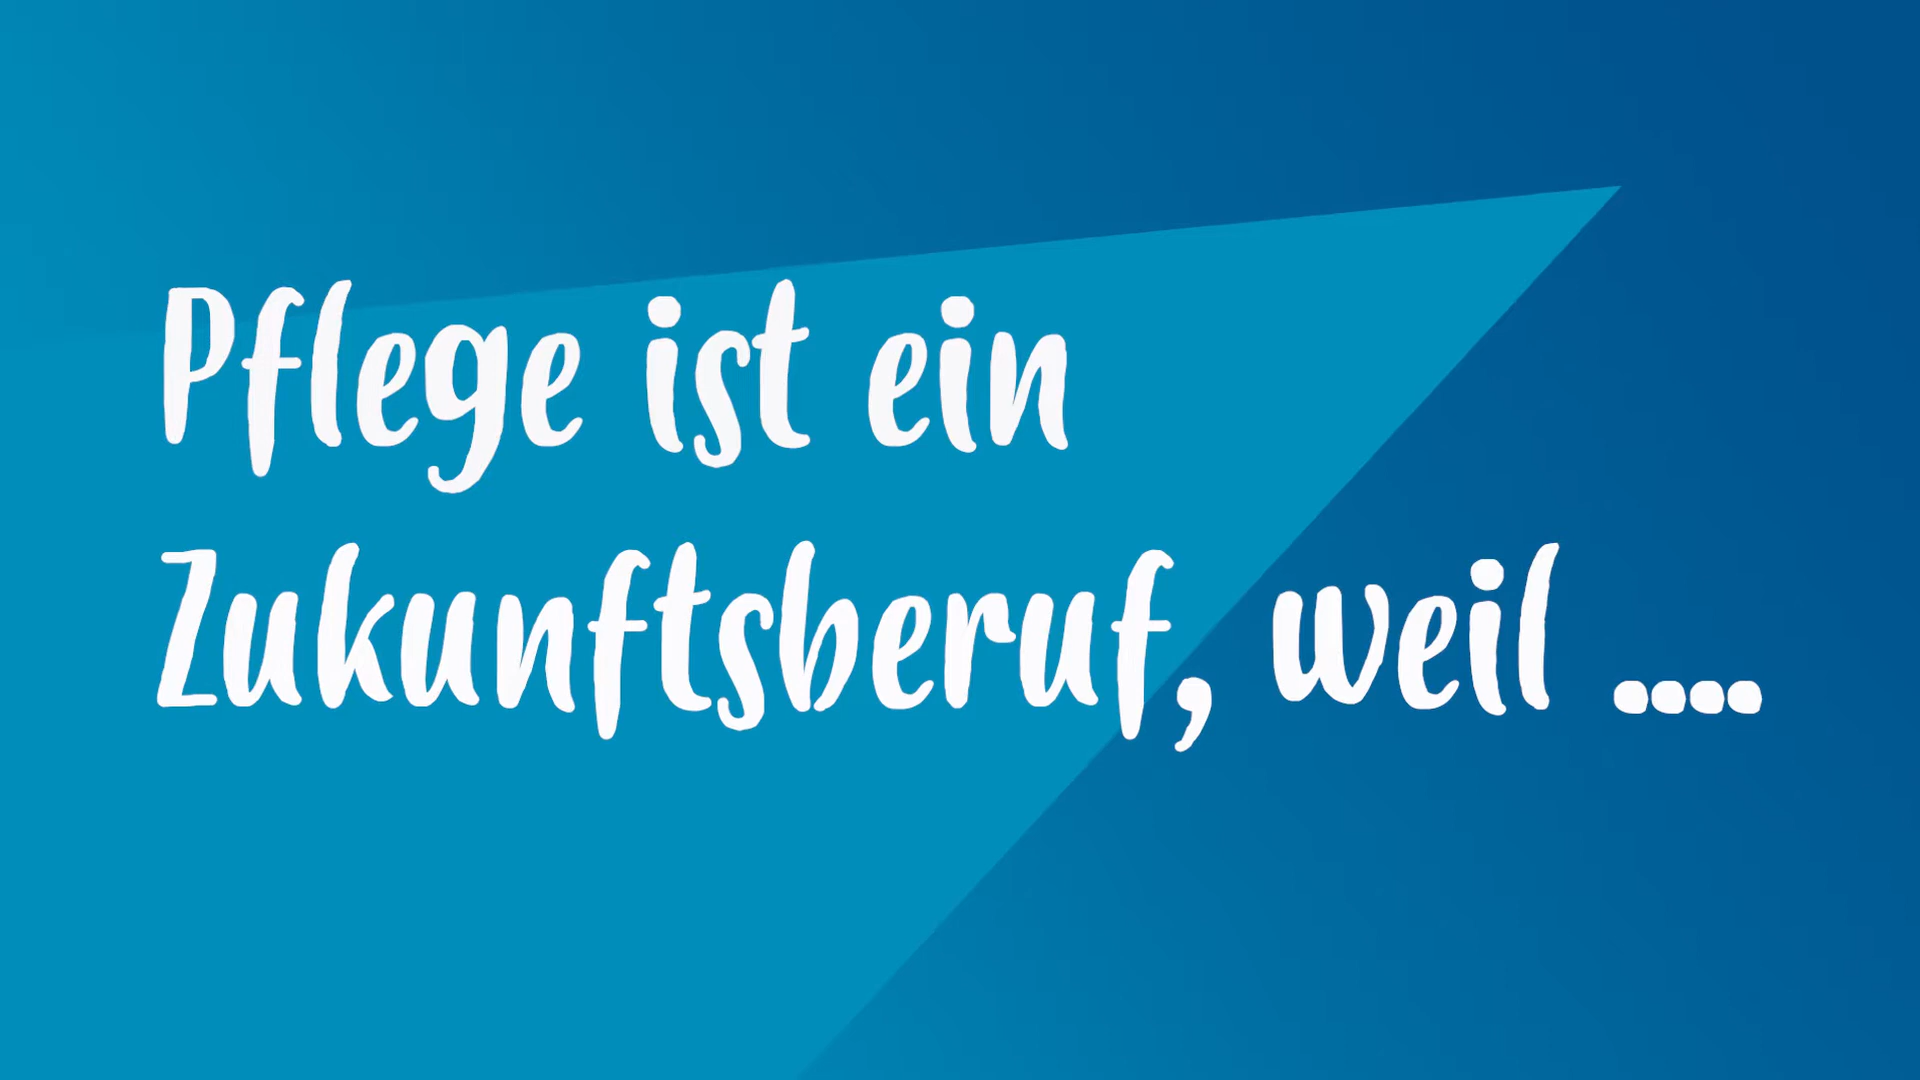 Pflege ist ein
Zukunftsberuf, weil ....